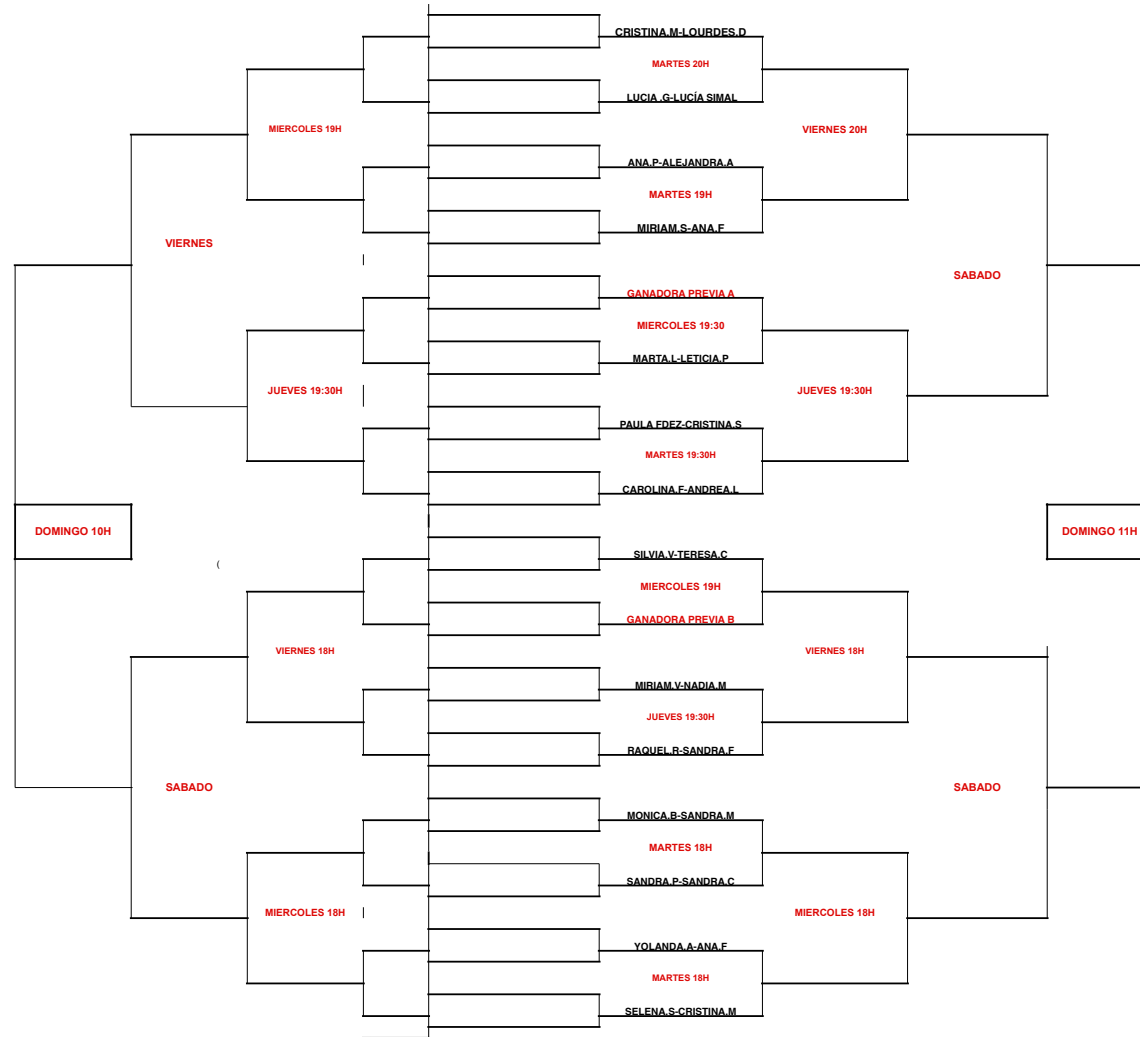 CRISTINA.M-LOURDES.D
MARTES 20H
LUCIA .G-LUCÍA SIMAL
MIERCOLES 19H
VIERNES 20H
ANA.P-ALEJANDRA.A
MARTES 19H
MIRIAM.S-ANA.F
VIERNES
SABADO
GANADORA PREVIA A
MIERCOLES 19:30
MARTA.L-LETICIA.P
JUEVES 19:30H
JUEVES 19:30H
PAULA FDEZ-CRISTINA.S
MARTES 19:30H
CAROLINA.F-ANDREA.L
DOMINGO 10H
DOMINGO 11H
SILVIA.V-TERESA.C
(
MIERCOLES 19H
GANADORA PREVIA B
VIERNES 18H
VIERNES 18H
MIRIAM.V-NADIA.M
JUEVES 19:30H
RAQUEL.R-SANDRA.F
SABADO
SABADO
MONICA.B-SANDRA.M
MARTES 18H
SANDRA.P-SANDRA.C
MIERCOLES 18H
MIERCOLES 18H
YOLANDA.A-ANA.F
MARTES 18H
SELENA.S-CRISTINA.M